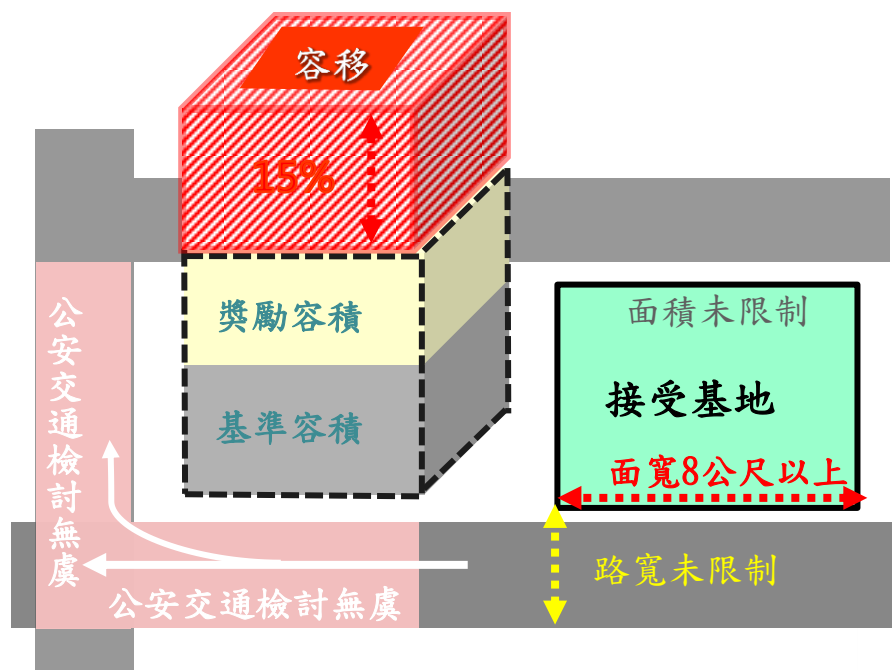 容移
15%
獎勵容積
基準容積
公安交通檢討無虞
公安交通檢討無虞
面積未限制
接受基地
面寬8公尺以上
路寬未限制